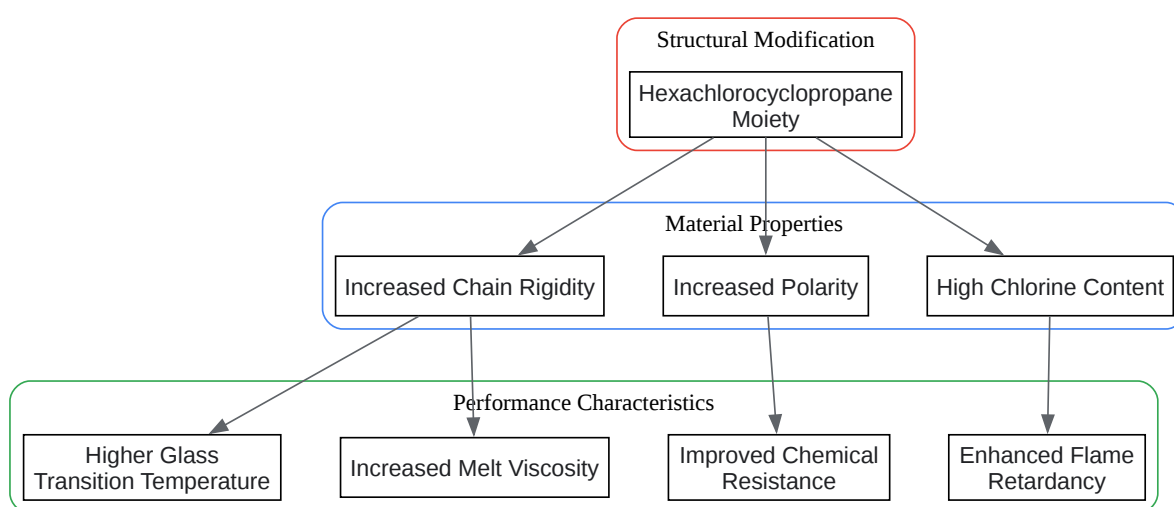 Structural Modification
Hexachlorocyclopropane
Moiety
Material Properties
Increased Chain Rigidity
Increased Polarity
High Chlorine Content
Performance Characteristics
Higher Glass
Transition Temperature
Increased Melt Viscosity
Improved Chemical
Resistance
Enhanced Flame
Retardancy